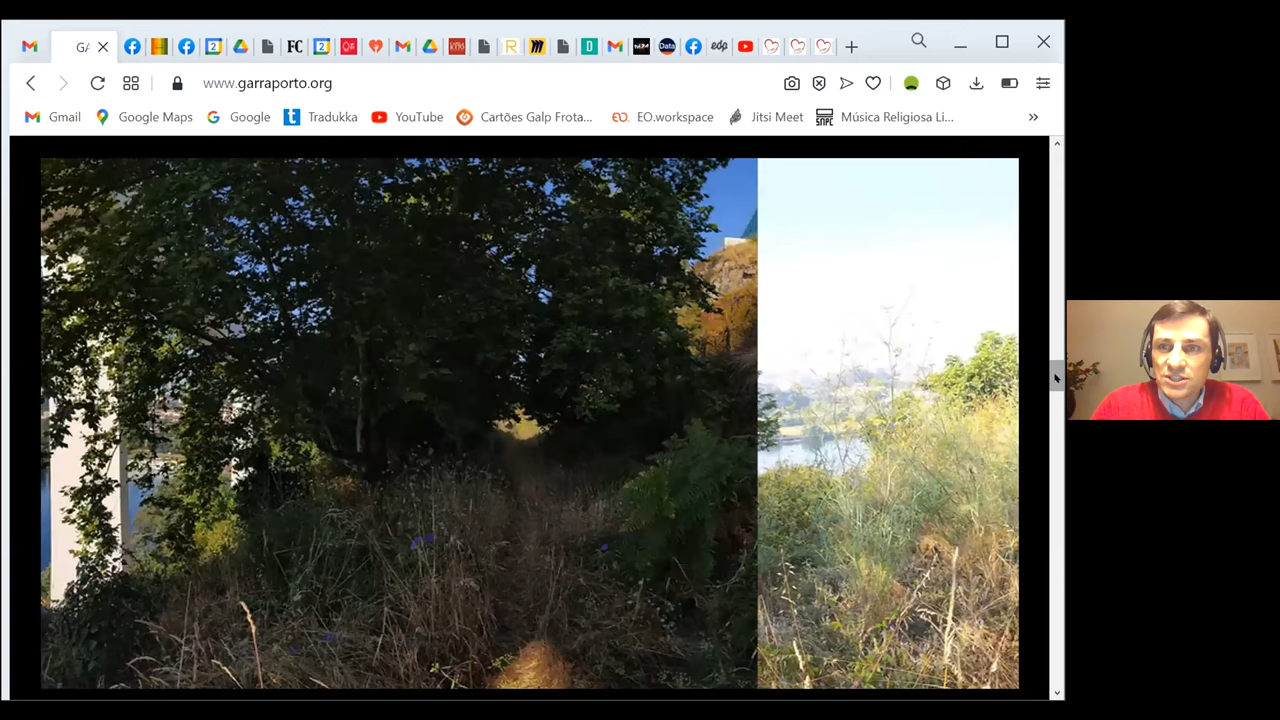 GA
FC
R
D
Data
edp
www.garraporto.org
Gmail Google Maps Google Tradukka YouTube Cartões Galp Frota... EO.workspace Jitsi Meet Música Religiosa Li...